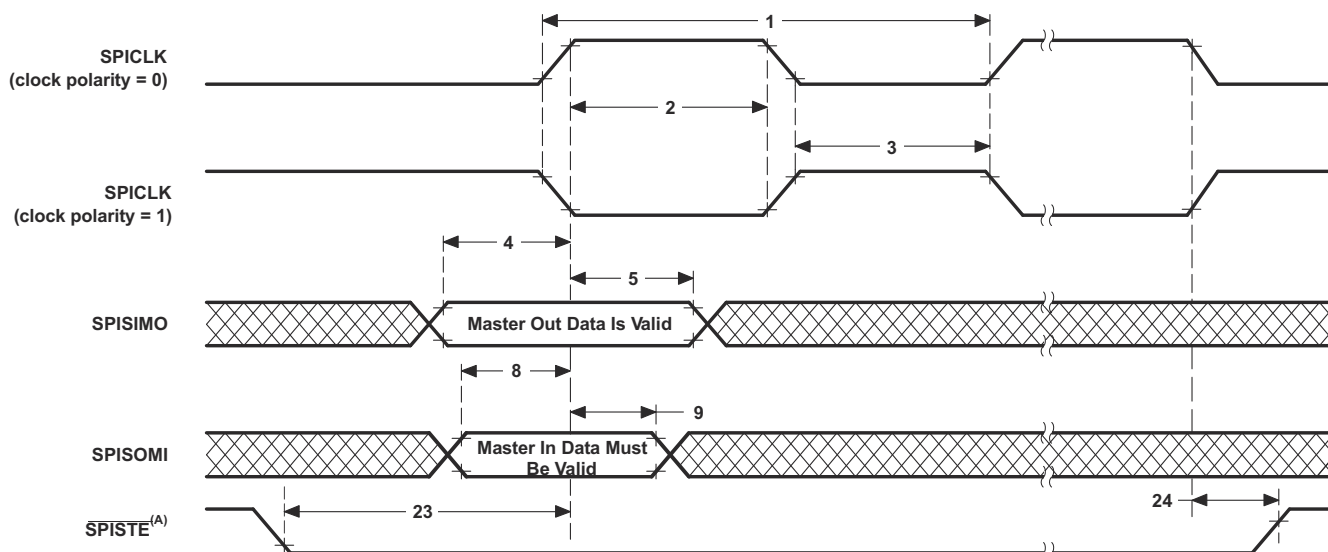 1
SPICLK
(clock polarity = 0)
2
3
SPICLK
(clock polarity = 1)
4
5
SPISIMO
Master Out Data Is Valid
8
9
SPISOMI
Master In Data Must
Be Valid
23
24
SPISTE(A)